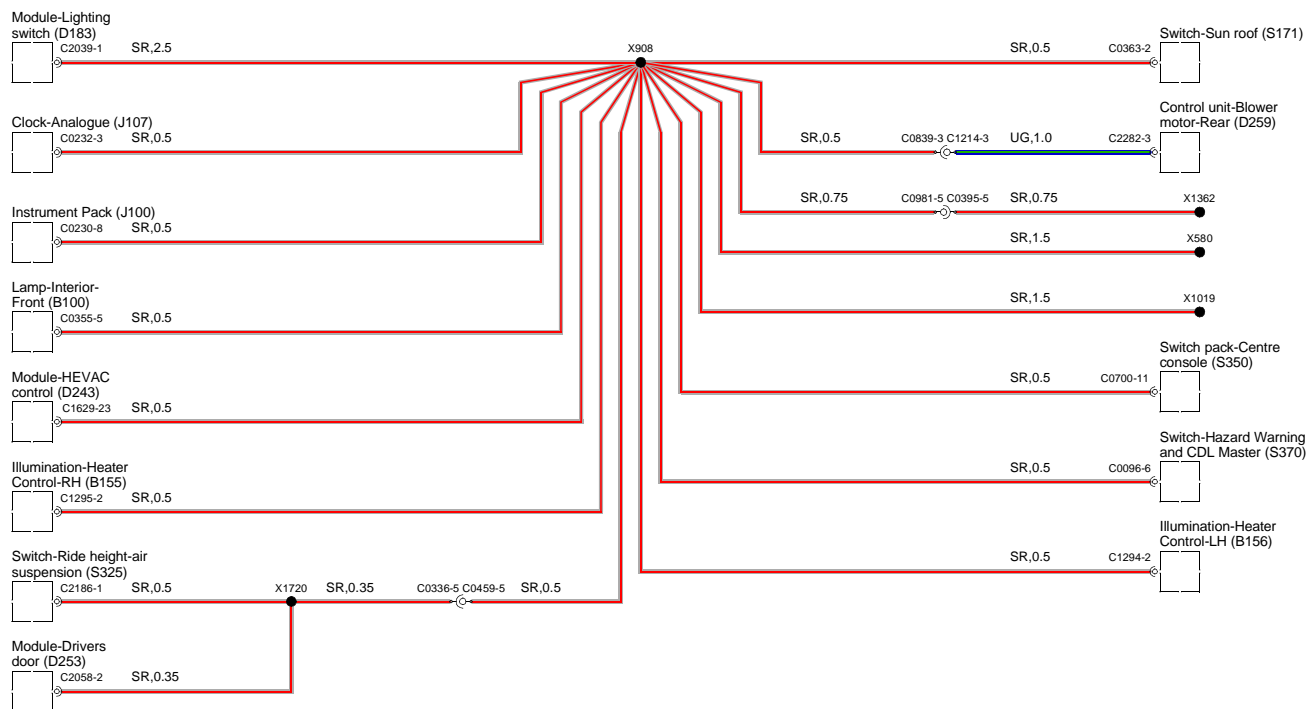 Module-Lighting
switch (D183)
C2039-1 SR,2.5
X908
SR,0.5 C0363-2
Switch-Sun roof (S171)
Clock-Analogue (J107)
C0232-3 SR,0.5
SR,0.5 C0839-3 C1214-3 UG,1.0 C2282-3
Control unit-Blower
motor-Rear (D259)
Instrument Pack (J100)
C0230-8 SR,0.5
SR,0.75 C0981-5 C0395-5 SR,0.75 X1362
SR,1.5 X580
Lamp-Interior-
Front (B100)
C0355-5 SR,0.5
SR,1.5 X1019
Module-HEVAC
control (D243)
C1629-23 SR,0.5
Switch pack-Centre
console (S350)
SR,0.5 C0700-11
Illumination-Heater
Control-RH (B155)
C1295-2 SR,0.5
Switch-Hazard Warning
and CDL Master (S370)
SR,0.5 C0096-6
Switch-Ride height-air
suspension (S325)
C2186-1 SR,0.5 X1720 SR,0.35 C0336-5 C0459-5 SR,0.5
Illumination-Heater
Control-LH (B156)
SR,0.5 C1294-2
Module-Drivers
door (D253)
C2058-2 SR,0.35